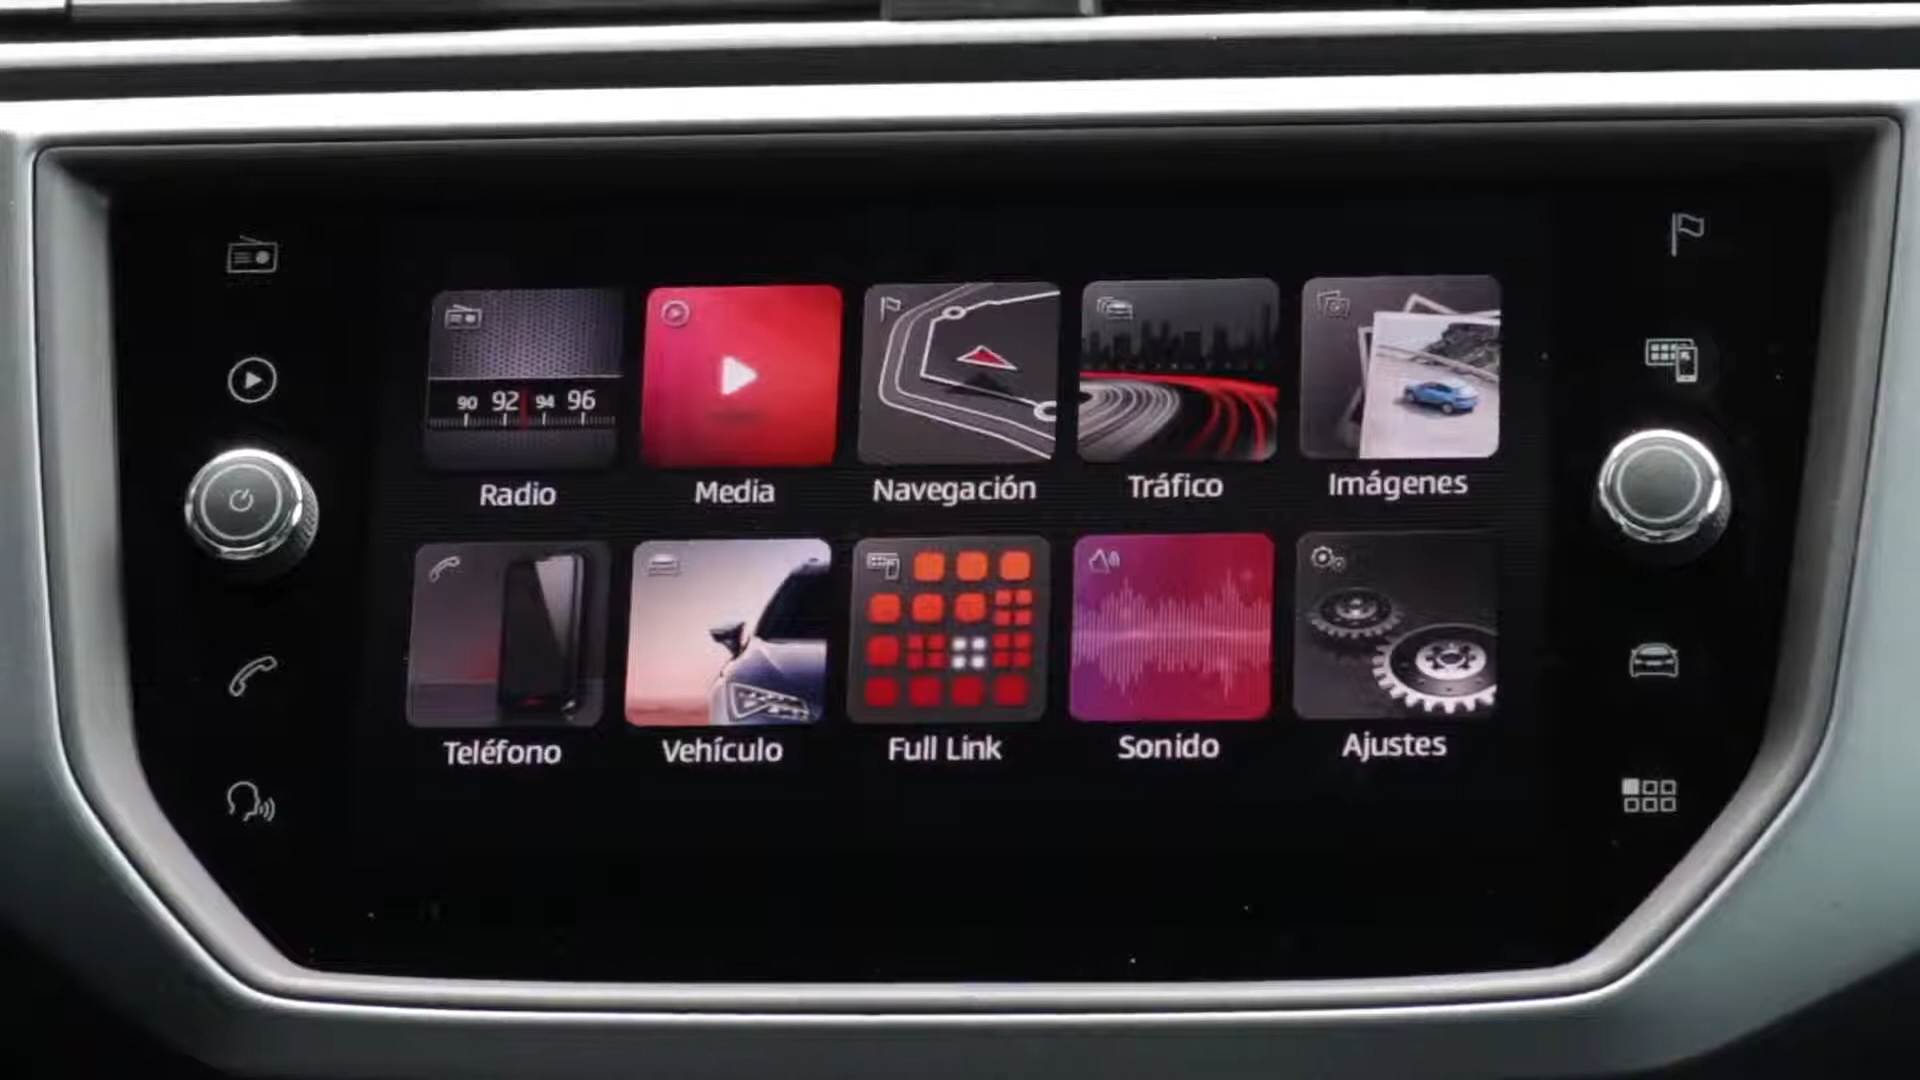 90 92 94 96
Radio
Media
Navegación
Tráfico
Imágenes
Teléfono
Vehículo
Full Link
Sonido
Ajustes